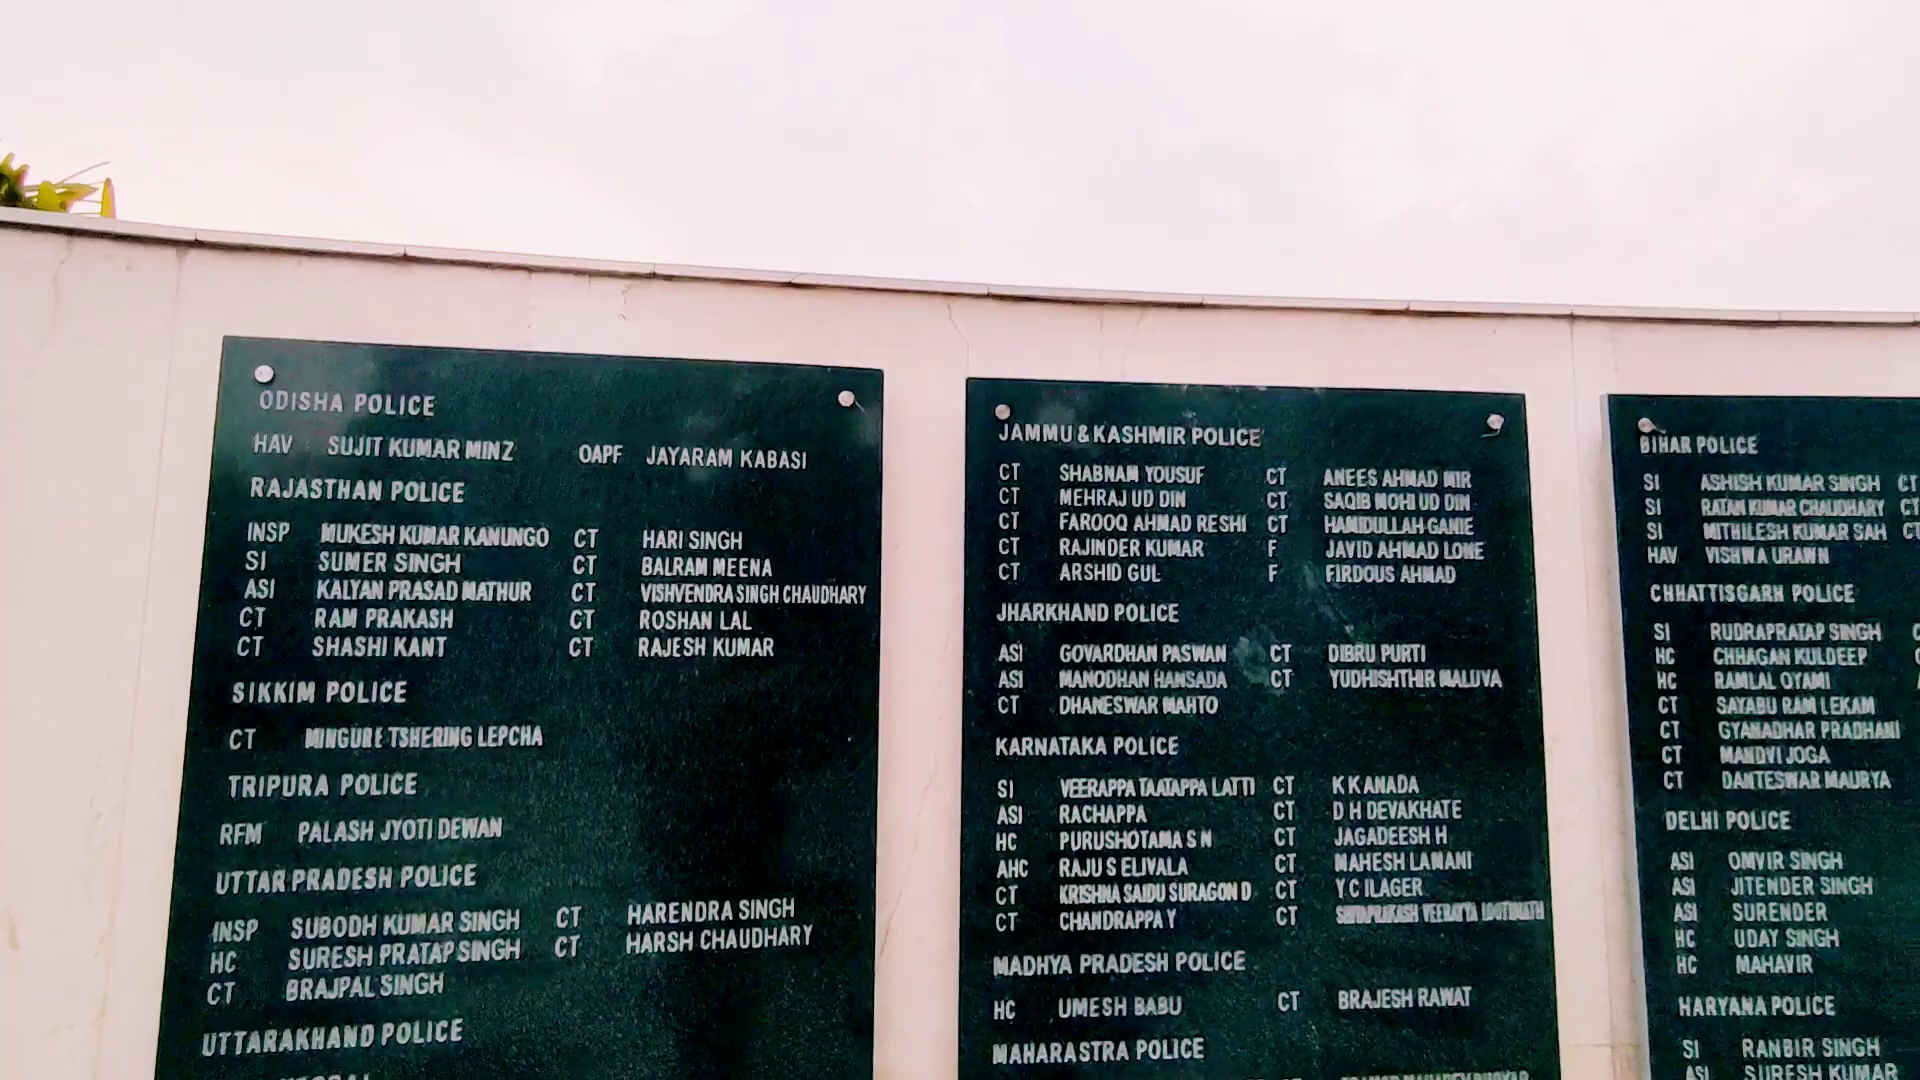 ODISHA POLICE
HAV SUJIT KUMAR MINZ OAPF JAYARAM KABASI
RAJASTHAN POLICE
INSP MUKESH KUMAR KANUNGO CT HARI SINGH
SI SUMER SINGH CT BALRAM MEENA
ASI KALYAN PRASAD MATHUR CT VISHVENDRA SINGH CHAUDHARY
CT RAM PRAKASH CT ROSHAN LAL
CT SHASHI KANT CT RAJESH KUMAR
SIKKIM POLICE
CT MINGURE TSHERING LEPCHA
TRIPURA POLICE
RFM PALASH JYOTI DEWAN
UTTAR PRADESH POLICE
INSP SUBODH KUMAR SINGH CT HARENDRA SINGH
HC SURESH PRATAP SINGH CT HARSH CHAUDHARY
CT BRAJPAL SINGH
UTTARAKHAND POLICE
JAMMU & KASHMIR POLICE
CT SHABNAM YOUSUF CT ANEES AHMAD MIR
CT MEHRAJ UD DIN CT SAQIB MOHI UD DIN
CT FAROOQ AHMAD RESHI CT HAMIDULLAH GANIE
CT RAJINDER KUMAR F JAVID AHMAD LONE
CT ARSHID GUL F FIRDOUS AHMAD
JHARKHAND POLICE
ASI GOVARDHAN PASWAN CT DIBRU PURTI
ASI MANODHAN HANSADA CT YUDHISHTHIR MALUVA
CT DHANESWAR MAHTO
KARNATAKA POLICE
SI VEERAPPA TAATAPPA LATTI CT K K ANADA
ASI RACHAPPA CT D H DEVAKHATE
HC PURUSHOTAMA S N CT JAGADEESH H
AHC RAJU S ELIVALA CT MAHESH LAMANI
CT KRISHNA SAIDU SURAGON D CT Y C ILAGER
CT CHANDRAPPA Y CT
MADHYA PRADESH POLICE
HC UMESH BABU CT BRAJESH RAWAT
MAHARASTRA POLICE
BIHAR POLICE
SI ASHISH KUMAR SINGH CT
SI RATAN KUMAR CHAUDHARY CT
SI MITHILESH KUMAR SAH CT
HAV VISHWA URAWN
CHHATTISGARH POLICE
SI RUDRAPRATAP SINGH
HC CHHAGAN KULDEEP
HC RAMLAL OYAMI
CT SAYABU RAM LEKAM
CT GYANADHAR PRADHANI
CT MANDVI JOGA
CT DANTESWAR MAURYA
DELHI POLICE
ASI OMVIR SINGH
ASI JITENDER SINGH
ASI SURENDER
HC UDAY SINGH
HC MAHAVIR
HARYANA POLICE
SI RANBIR SINGH
ASI SURESH KUMAR